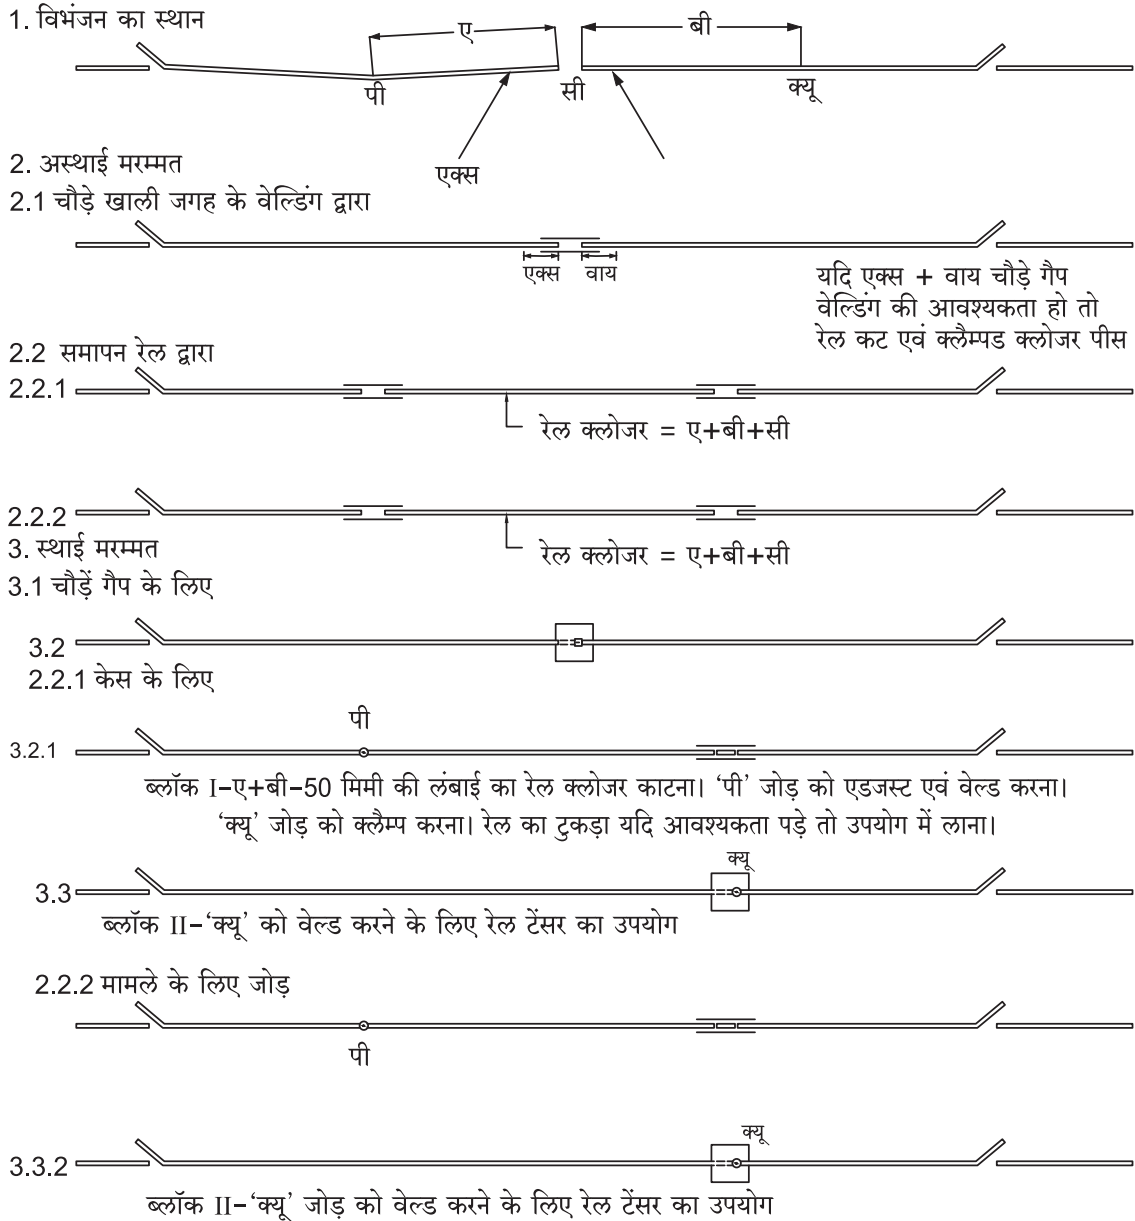 1. विभंजन का स्थान
ए
बी
पी
सी
क्यू
एक्स
2. अस्थाई मरम्मत
2.1 चौड़े खाली जगह के वेल्डिंग द्वारा
एक्स
वाय
यदि एक्स + वाय चौड़े गैप
वेल्डिंग की आवश्यकता हो तो
रेल कट एवं क्लैम्पड क्लोजर पीस
2.2 समापन रेल द्वारा
2.2.1
रेल क्लोजर = ए+बी+सी
2.2.2
रेल क्लोजर = ए+बी+सी
3. स्थाई मरम्मत
3.1 चौड़ें गैप के लिए
3.2
2.2.1 केस के लिए
पी
3.2.1
ब्लॉक I-ए+बी-50 मिमी की लंबाई का रेल क्लोजर काटना। ‘पी’ जोड़ को एडजस्ट एवं वेल्ड करना।
‘क्यू’ जोड़ को क्लैम्प करना। रेल का टुकड़ा यदि आवश्यकता पड़े तो उपयोग में लाना।
क्यू
3.3
ब्लॉक II-‘क्यू’ को वेल्ड करने के लिए रेल टेंसर का उपयोग
2.2.2 मामले के लिए जोड़
पी
क्यू
3.3.2
ब्लॉक II-‘क्यू’ जोड़ को वेल्ड करने के लिए रेल टेंसर का उपयोग